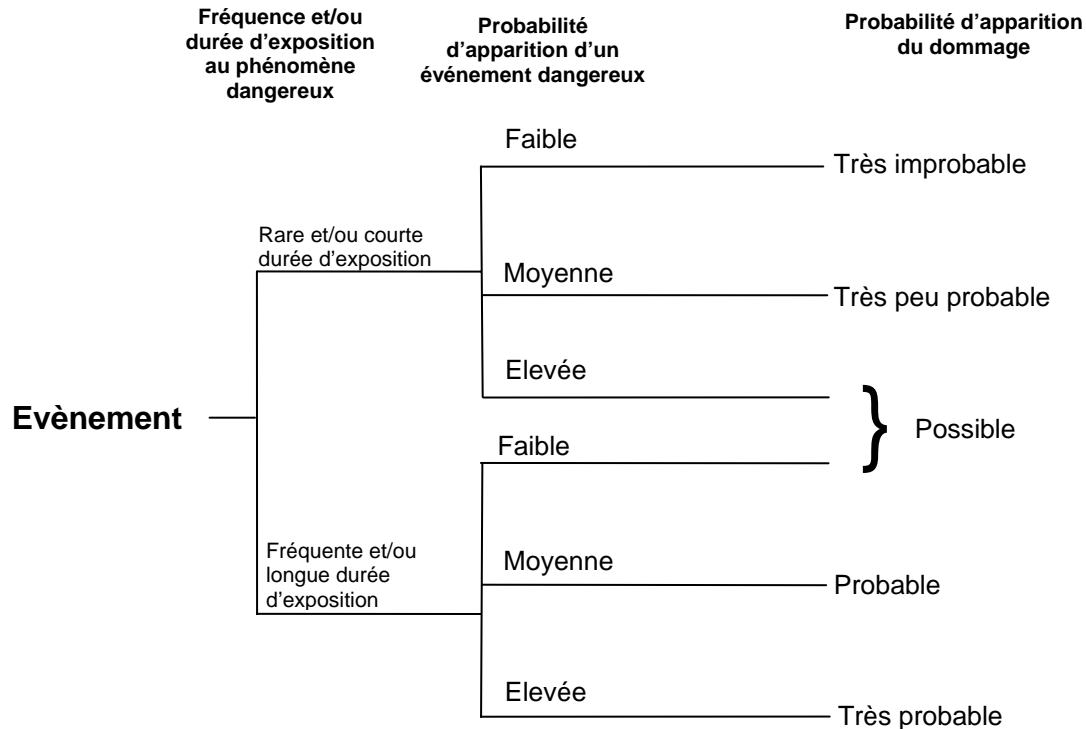 Fréquence et/ou
durée d'exposition
au phénomène
dangereux
Probabilité
d'apparition d'un
événement dangereux
Probabilité d'apparition
du dommage
Faible
Très improbable
Rare et/ou courte
durée d'exposition
Moyenne
Très peu probable
Elevée
Evènement
} Possible
Faible
Fréquente et/ou
longue durée
d'exposition
Moyenne
Probable
Elevée
Très probable